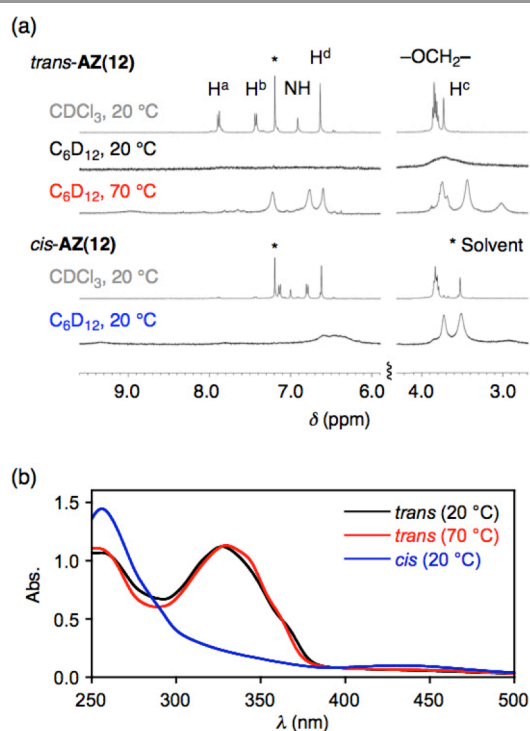 (a)
trans-AZ(12)
Hᵃ Hᵇ * NH Hᵈ –OCH₂– Hᶜ
CDCl₃, 20 °C
C₆D₁₂, 20 °C
C₆D₁₂, 70 °C
cis-AZ(12)
* * Solvent
CDCl₃, 20 °C
C₆D₁₂, 20 °C
9.0 8.0 7.0 6.0 4.0 3.0
δ (ppm)
(b)
1.5
1.0
0.5
0.0
Abs.
trans (20 °C)
trans (70 °C)
cis (20 °C)
250 300 350 400 450 500
λ (nm)